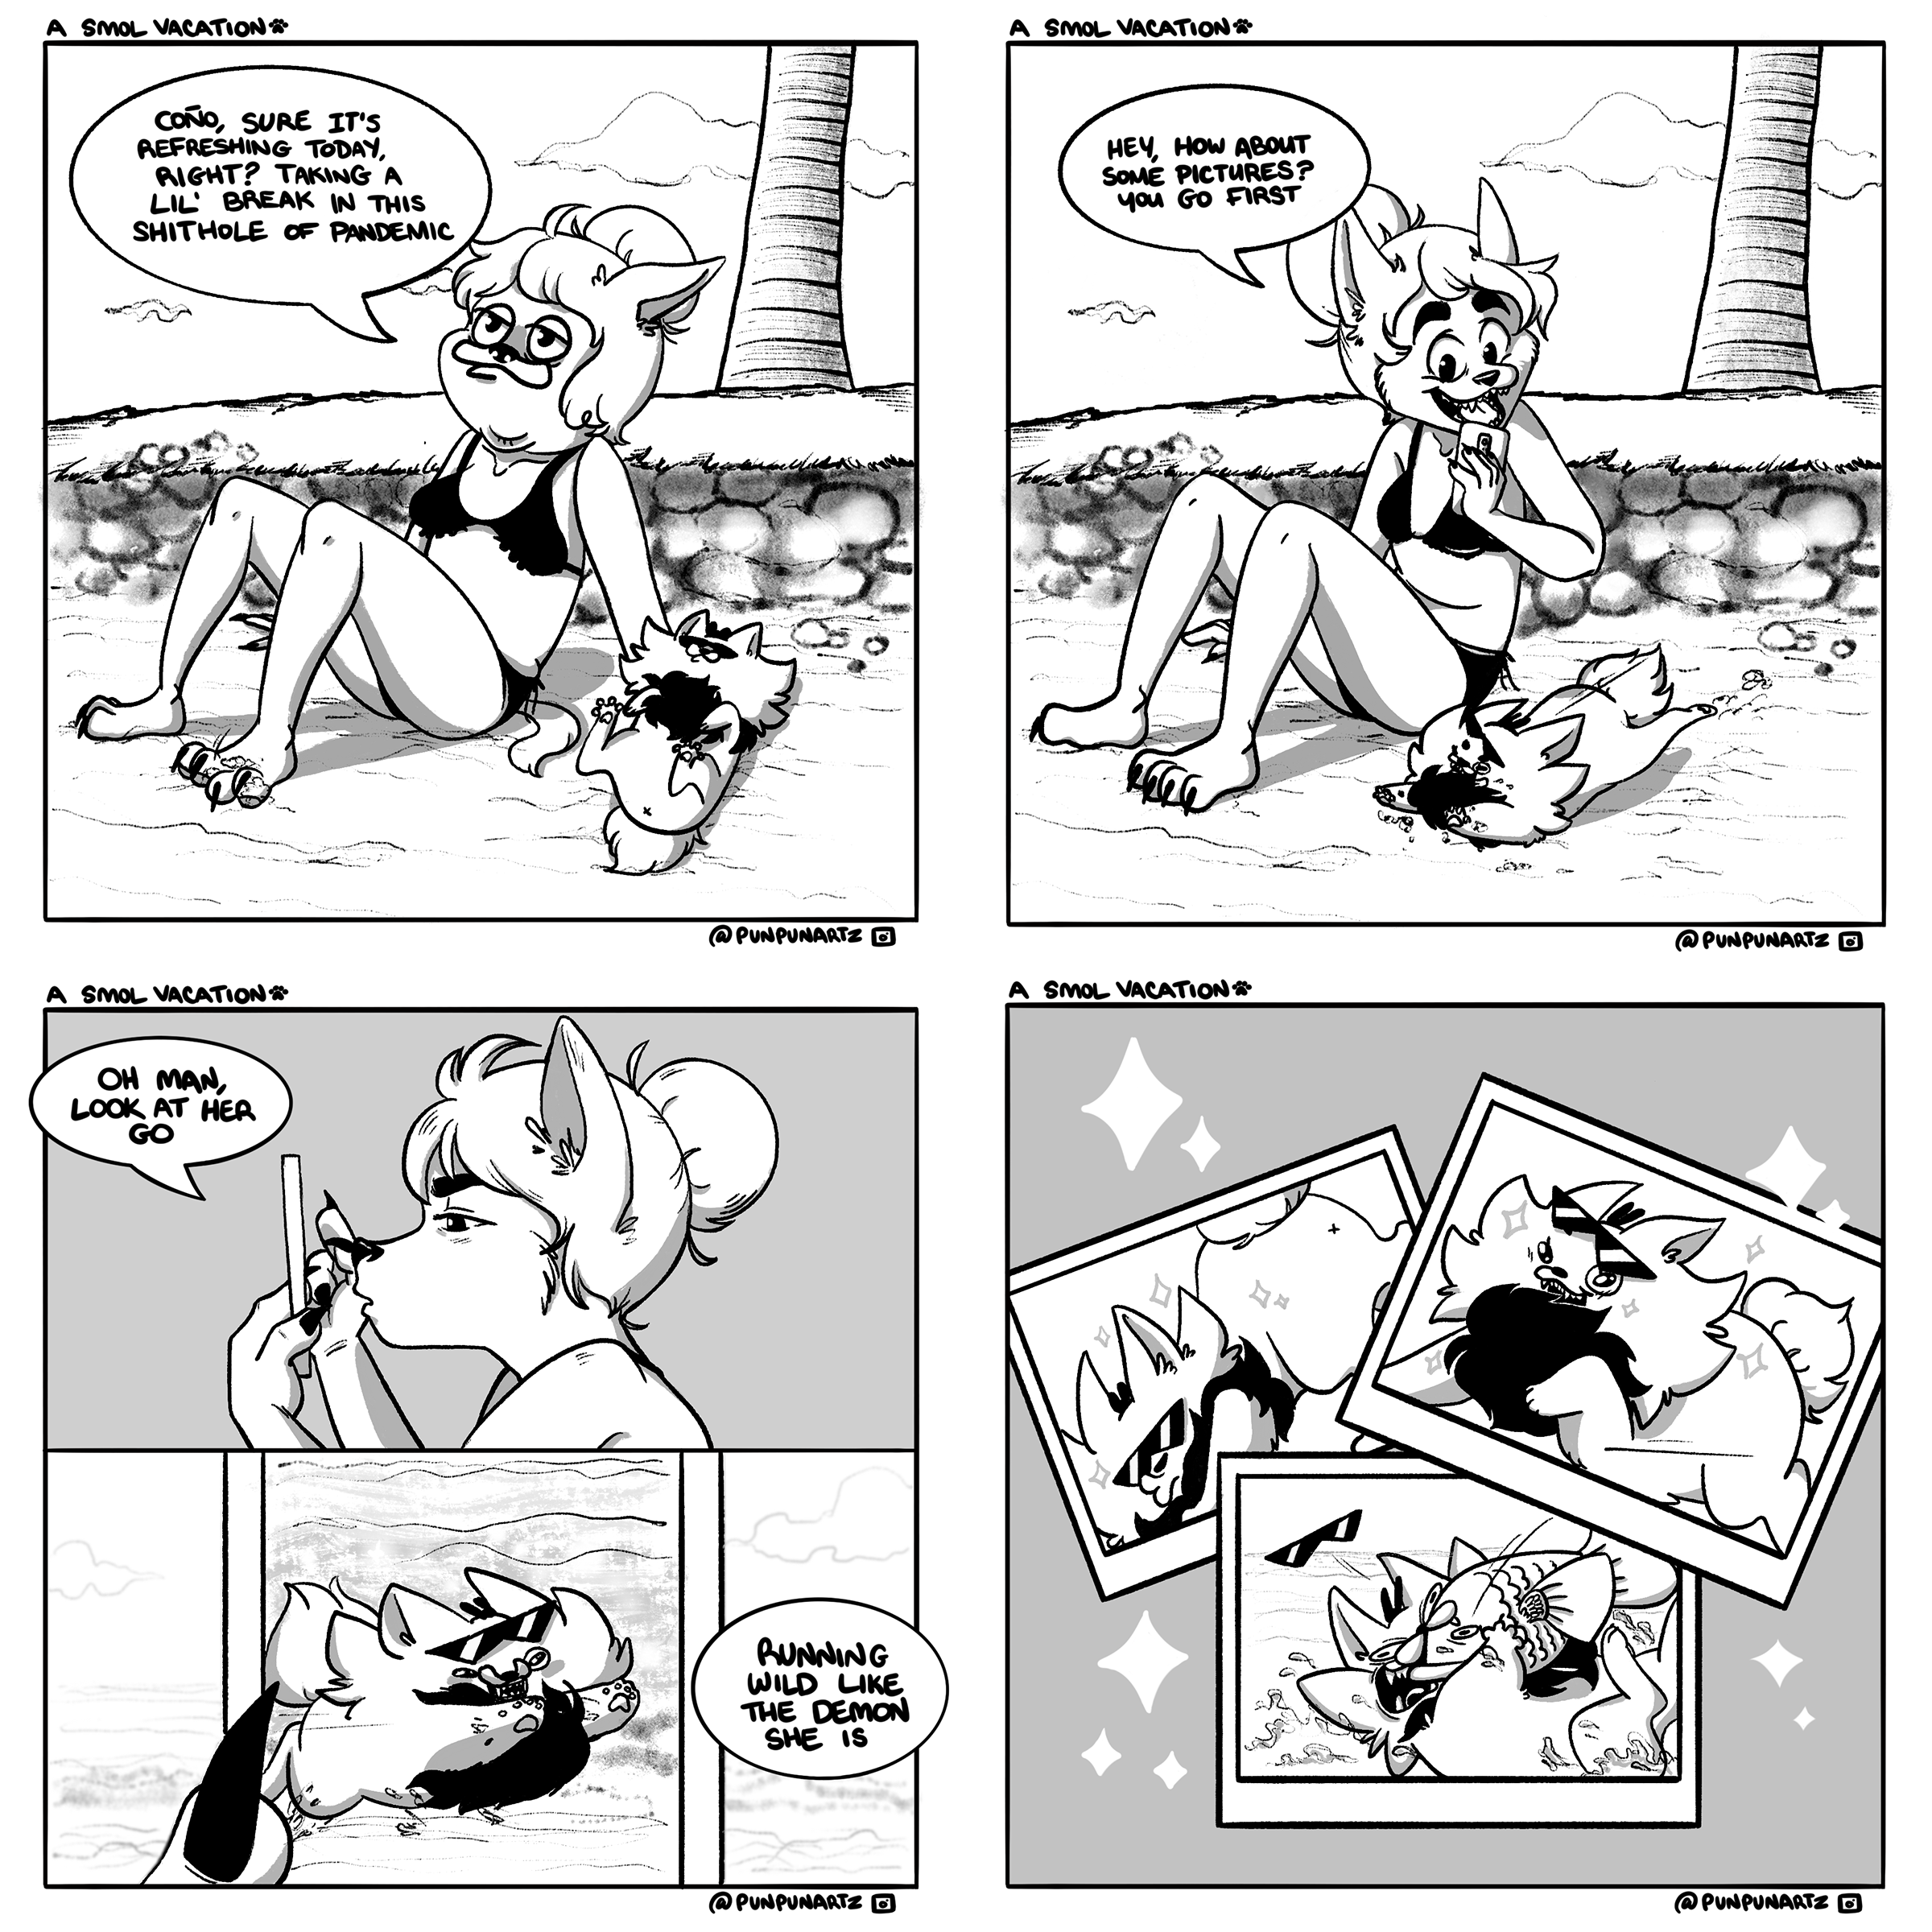 A SMOL VACATION
COÑO, SURE IT'S
REFRESHING TODAY,
RIGHT? TAKING A
LIL' BREAK IN THIS
SHITHOLE OF PANDEMIC
@PUNPUNARTZ
A SMOL VACATION
HEY, HOW ABOUT
SOME PICTURES?
YOU GO FIRST
@PUNPUNARTZ
A SMOL VACATION
OH MAN,
LOOK AT HER
GO
RUNNING
WILD LIKE
THE DEMON
SHE IS
@PUNPUNARTZ
A SMOL VACATION
@PUNPUNARTZ